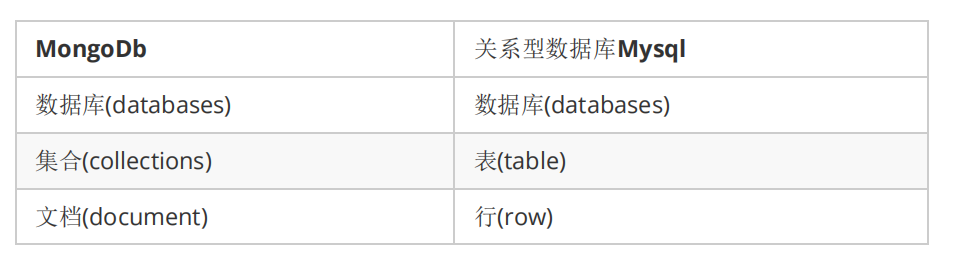 MongoDb 关系型数据库Mysql
数据库(databases) 数据库(databases)
集合(collections) 表(table)
文档(document) 行(row)